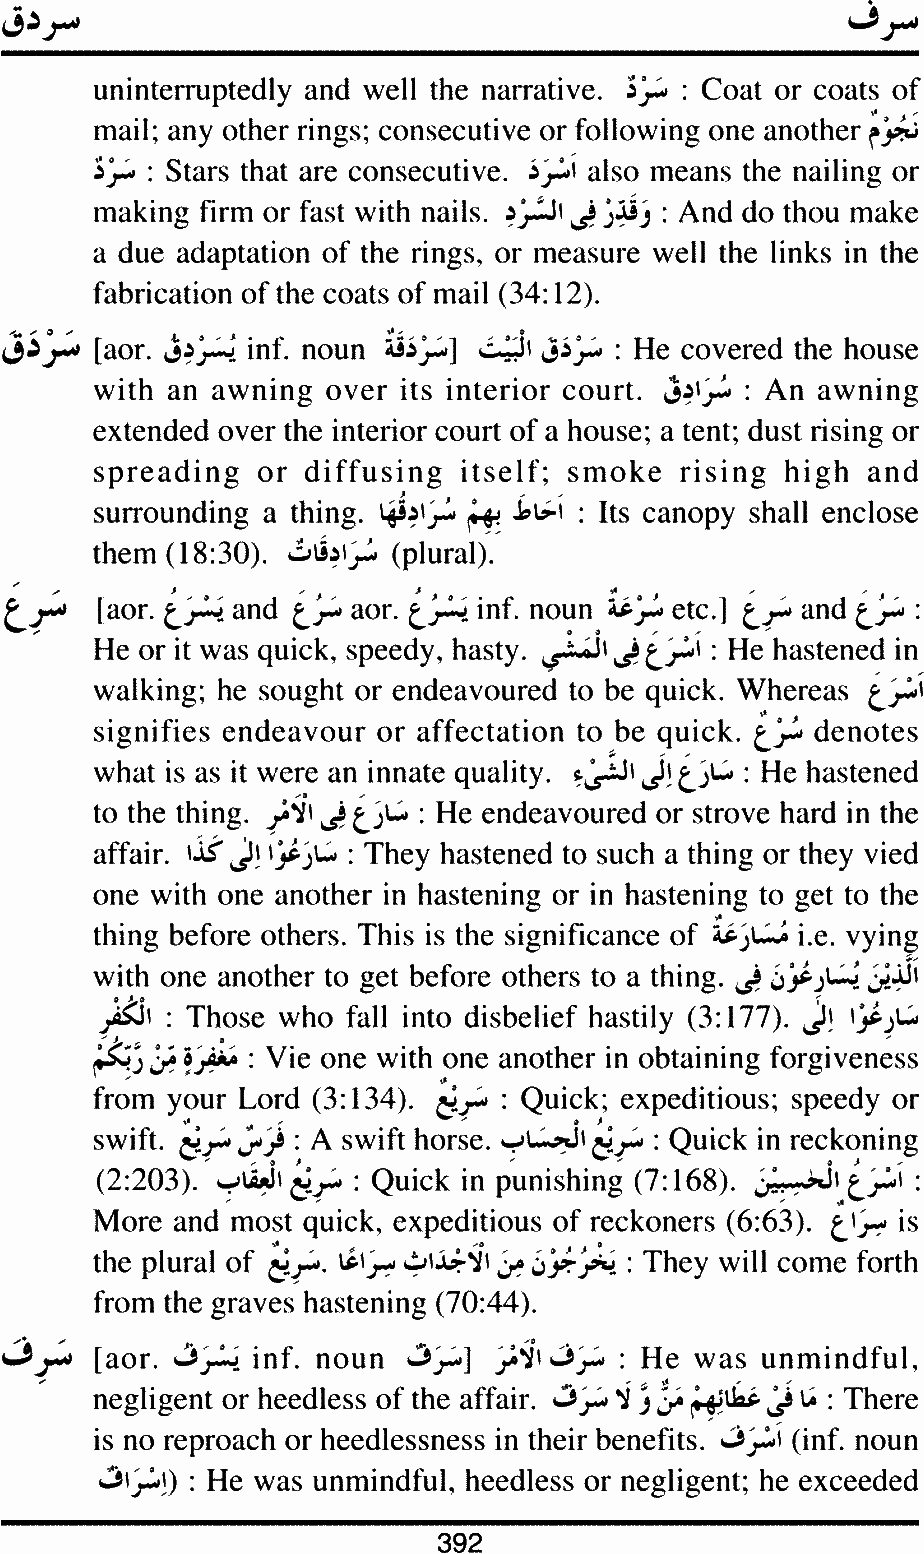 سردق سرف
uninterruptedly and well the narrative. سَرْدٌ : Coat or coats of
mail; any other rings; consecutive or following one another نَجُوْمٌ
سَرْدٌ : Stars that are consecutive. اَسْرَدَ also means the nailing or
making firm or fast with nails. وَقَدِّرْ فِی السَّرْدِ : And do thou make
a due adaptation of the rings, or measure well the links in the
fabrication of the coats of mail (34:12).
سَرْدَقَ [aor. یُسَرْدِقُ inf. noun سَرْدَقَةٌ] سَرْدَقَ الْبَیْتَ : He covered the house
with an awning over its interior court. سُرَادِقٌ : An awning
extended over the interior court of a house; a tent; dust rising or
spreading or diffusing itself; smoke rising high and
surrounding a thing. اَحَاطَ بِهِمْ سُرَادِقُهَا : Its canopy shall enclose
them (18:30). سُرَادِقَاتٌ (plural).
سَرِعَ [aor. یَسْرَعُ and سَرُعَ aor. یَسْرُعُ inf. noun سُرْعَةٌ etc.] سَرِعَ and سَرُعَ :
He or it was quick, speedy, hasty. اَسْرَعَ فِی الْمَشْیِ : He hastened in
walking; he sought or endeavoured to be quick. Whereas اَسْرَعَ
signifies endeavour or affectation to be quick. سُرْعٌ denotes
what is as it were an innate quality. سَارَعَ اِلَی الشَّیْءِ : He hastened
to the thing. سَارَعَ فِی الْاَمْرِ : He endeavoured or strove hard in the
affair. سَارَعُوْا اِلٰی کَذَا : They hastened to such a thing or they vied
one with one another in hastening or in hastening to get to the
thing before others. This is the significance of مُسَارَعَةٌ i.e. vying
with one another to get before others to a thing. اَلَّذِیْنَ یُسَارِعُوْنَ فِی
الْکُفْرِ : Those who fall into disbelief hastily (3:177). سَارِعُوْا اِلٰی
مَغْفِرَةٍ مِّنْ رَّبِّکُمْ : Vie one with one another in obtaining forgiveness
from your Lord (3:134). سَرِیْعٌ : Quick; expeditious; speedy or
swift. فَرَسٌ سَرِیْعٌ : A swift horse. سَرِیْعُ الْحِسَابِ : Quick in reckoning
(2:203). سَرِیْعُ الْعِقَابِ : Quick in punishing (7:168). اَسْرَعُ الْحٰسِبِیْنَ :
More and most quick, expeditious of reckoners (6:63). سِرَاعٌ is
the plural of سَرِیْعٌ. یَخْرُجُوْنَ مِنَ الْاَجْدَاثِ سِرَاعًا : They will come forth
from the graves hastening (70:44).
سَرِفَ [aor. یَسْرَفُ inf. noun سَرَفٌ] سَرَفَ الْاَمْرَ : He was unmindful,
negligent or heedless of the affair. مَا فِیْ عَطَائِهِمْ مَنٌّ وَّ لَا سَرَفٌ : There
is no reproach or heedlessness in their benefits. اَسْرَفَ (inf. noun
اِسْرَافٌ) : He was unmindful, heedless or negligent; he exceeded
392